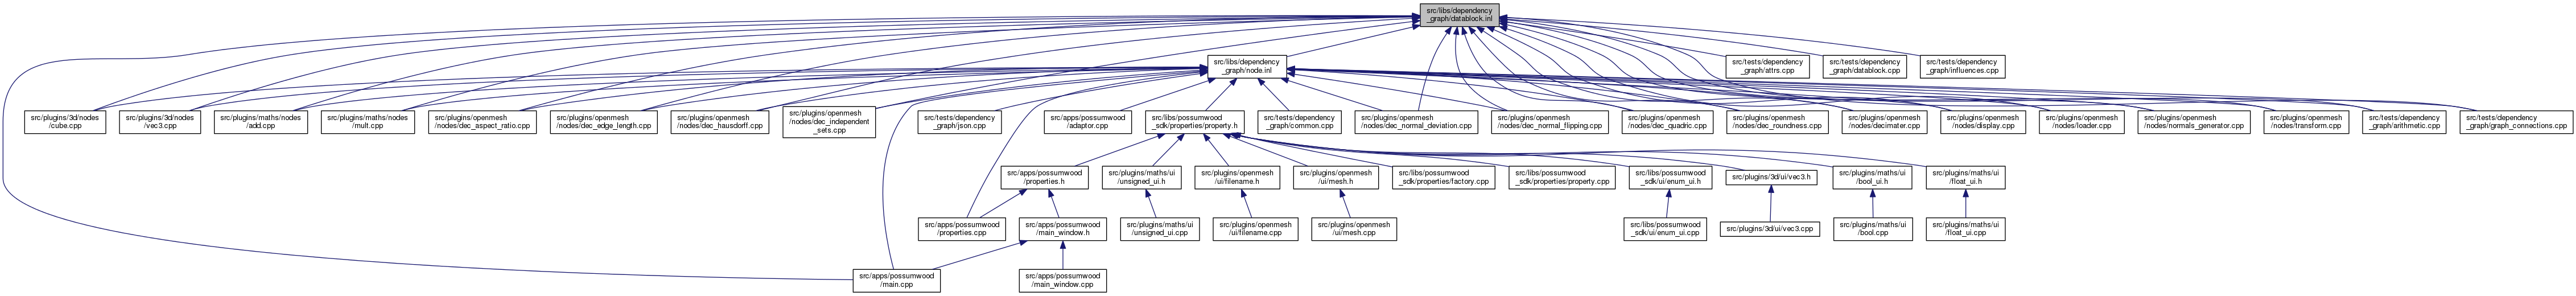 src/libs/dependency
_graph/datablock.inl
src/libs/dependency
_graph/node.inl
src/tests/dependency
_graph/attrs.cpp
src/tests/dependency
_graph/datablock.cpp
src/tests/dependency
_graph/influences.cpp
src/plugins/3d/nodes
/cube.cpp
src/plugins/3d/nodes
/vec3.cpp
src/plugins/maths/nodes
/add.cpp
src/plugins/maths/nodes
/mult.cpp
src/plugins/openmesh
/nodes/dec_aspect_ratio.cpp
src/plugins/openmesh
/nodes/dec_edge_length.cpp
src/plugins/openmesh
/nodes/dec_hausdorff.cpp
src/plugins/openmesh
/nodes/dec_independent
_sets.cpp
src/tests/dependency
_graph/json.cpp
src/apps/possumwood
/adaptor.cpp
src/libs/possumwood
_sdk/properties/property.h
src/tests/dependency
_graph/common.cpp
src/plugins/openmesh
/nodes/dec_normal_deviation.cpp
src/plugins/openmesh
/nodes/dec_normal_flipping.cpp
src/plugins/openmesh
/nodes/dec_quadric.cpp
src/plugins/openmesh
/nodes/dec_roundness.cpp
src/plugins/openmesh
/nodes/decimater.cpp
src/plugins/openmesh
/nodes/display.cpp
src/plugins/openmesh
/nodes/loader.cpp
src/plugins/openmesh
/nodes/normals_generator.cpp
src/plugins/openmesh
/nodes/transform.cpp
src/tests/dependency
_graph/arithmetic.cpp
src/tests/dependency
_graph/graph_connections.cpp
src/apps/possumwood
/properties.h
src/plugins/maths/ui
/unsigned_ui.h
src/plugins/openmesh
/ui/filename.h
src/plugins/openmesh
/ui/mesh.h
src/libs/possumwood
_sdk/properties/factory.cpp
src/libs/possumwood
_sdk/properties/property.cpp
src/libs/possumwood
_sdk/ui/enum_ui.h
src/plugins/3d/ui/vec3.h
src/plugins/maths/ui
/bool_ui.h
src/plugins/maths/ui
/float_ui.h
src/apps/possumwood
/properties.cpp
src/apps/possumwood
/main_window.h
src/plugins/maths/ui
/unsigned_ui.cpp
src/plugins/openmesh
/ui/filename.cpp
src/plugins/openmesh
/ui/mesh.cpp
src/libs/possumwood
_sdk/ui/enum_ui.cpp
src/plugins/3d/ui/vec3.cpp
src/plugins/maths/ui
/bool.cpp
src/plugins/maths/ui
/float_ui.cpp
src/apps/possumwood
/main.cpp
src/apps/possumwood
/main_window.cpp